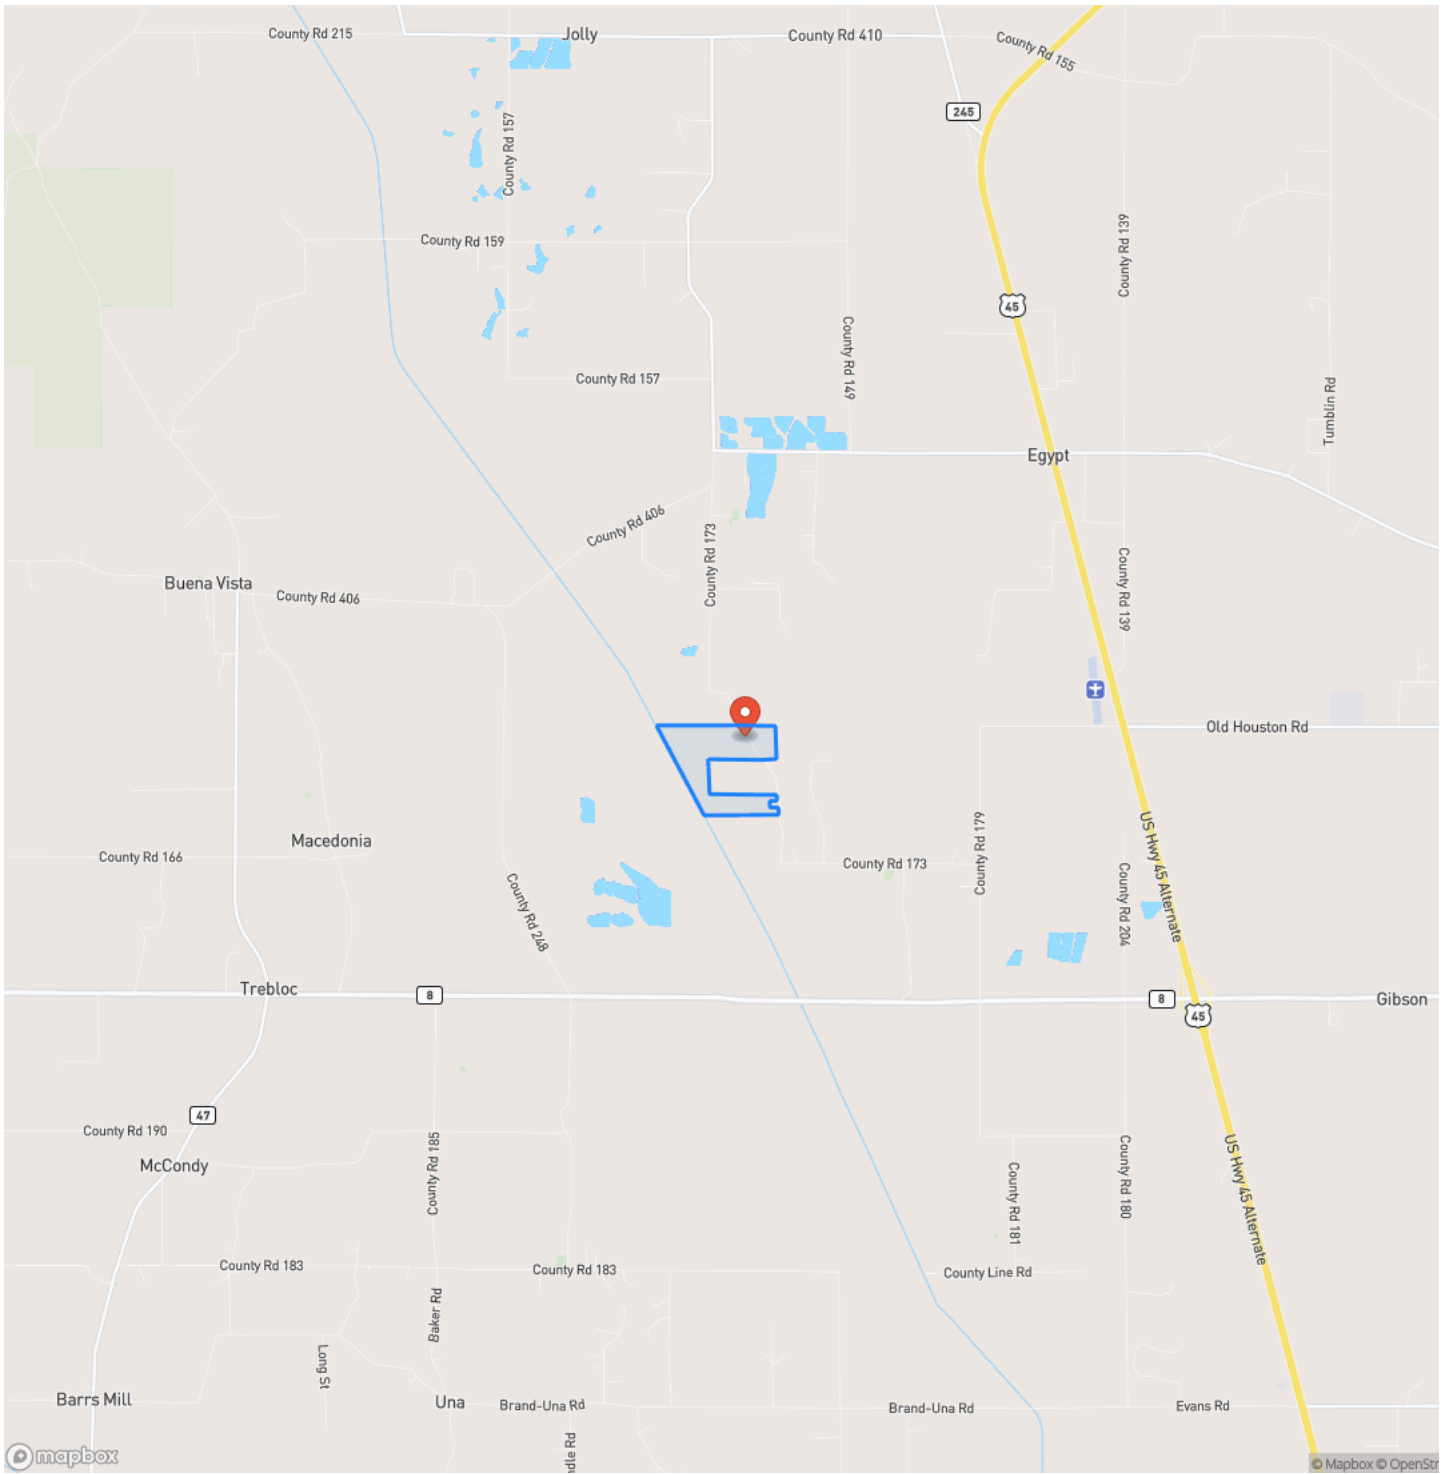 County Rd 215
Jolly
County Rd 410
County Rd 155
245
County Rd 157
County Rd 139
County Rd 159
45
County Rd 149
County Rd 157
Tumblin Rd
Egypt
County Rd 406
County Rd 173
County Rd 139
Buena Vista
County Rd 406
Old Houston Rd
US Hwy 45 Alternate
County Rd 179
Macedonia
County Rd 166
County Rd 173
County Rd 248
County Rd 204
Trebloc
8
8
Gibson
45
47
County Rd 190
County Rd 185
McCondy
County Rd 181
County Rd 180
US Hwy 45 Alternate
County Rd 183
County Rd 183
County Line Rd
Baker Rd
Long St
Barrs Mill
Una
Brand-Una Rd
Brand-Una Rd
Evans Rd
ndle Rd
mapbox
© Mapbox © OpenStr